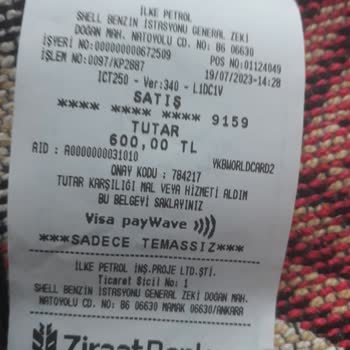 İLKE PETROL
SHELL BENZİN İSTASYONU GENERAL ZEKİ
DOĞAN MAH. NATOYOLU CD. NO: 86 06630
İŞYERİ NO:000000000672509 POS NO:01124049
İŞLEM NO:0097/KP2887 19/07/2023-14:28
ICT250 - Ver:340 - L1DC1V
SATIŞ
**** **** **** 9159
TUTAR
600,00 TL
AID : A0000000031010 YKBWORLDCARD2
ONAY KODU : 784217
TUTAR KARŞILIĞI MAL VEYA HİZMETİ ALDIM
BU BELGEYİ SAKLAYINIZ
Visa payWave
***SADECE TEMASSIZ***
İLKE PETROL İNŞ.PROJE LTD.ŞTİ.
Ticaret Sicil No: 1
SHELL BENZİN İSTASYONU GENERAL ZEKİ DOĞAN MAH.
NATOYOLU CD. NO: 86 06630 MAMAK 06630/ANKARA
Ziraat Bank